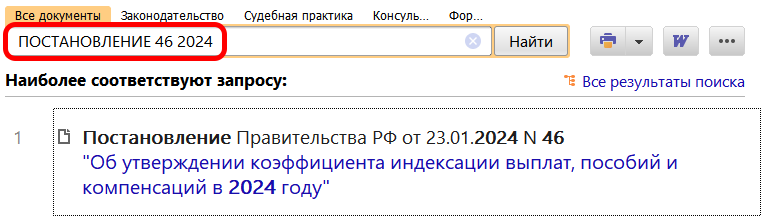 Все документы Законодательство Судебная практика Консуль... Фор...
ПОСТАНОВЛЕНИЕ 46 2024 Найти W
Наиболее соответствуют запросу: Все результаты поиска
1 Постановление Правительства РФ от 23.01.2024 N 46
"Об утверждении коэффициента индексации выплат, пособий и
компенсаций в 2024 году"